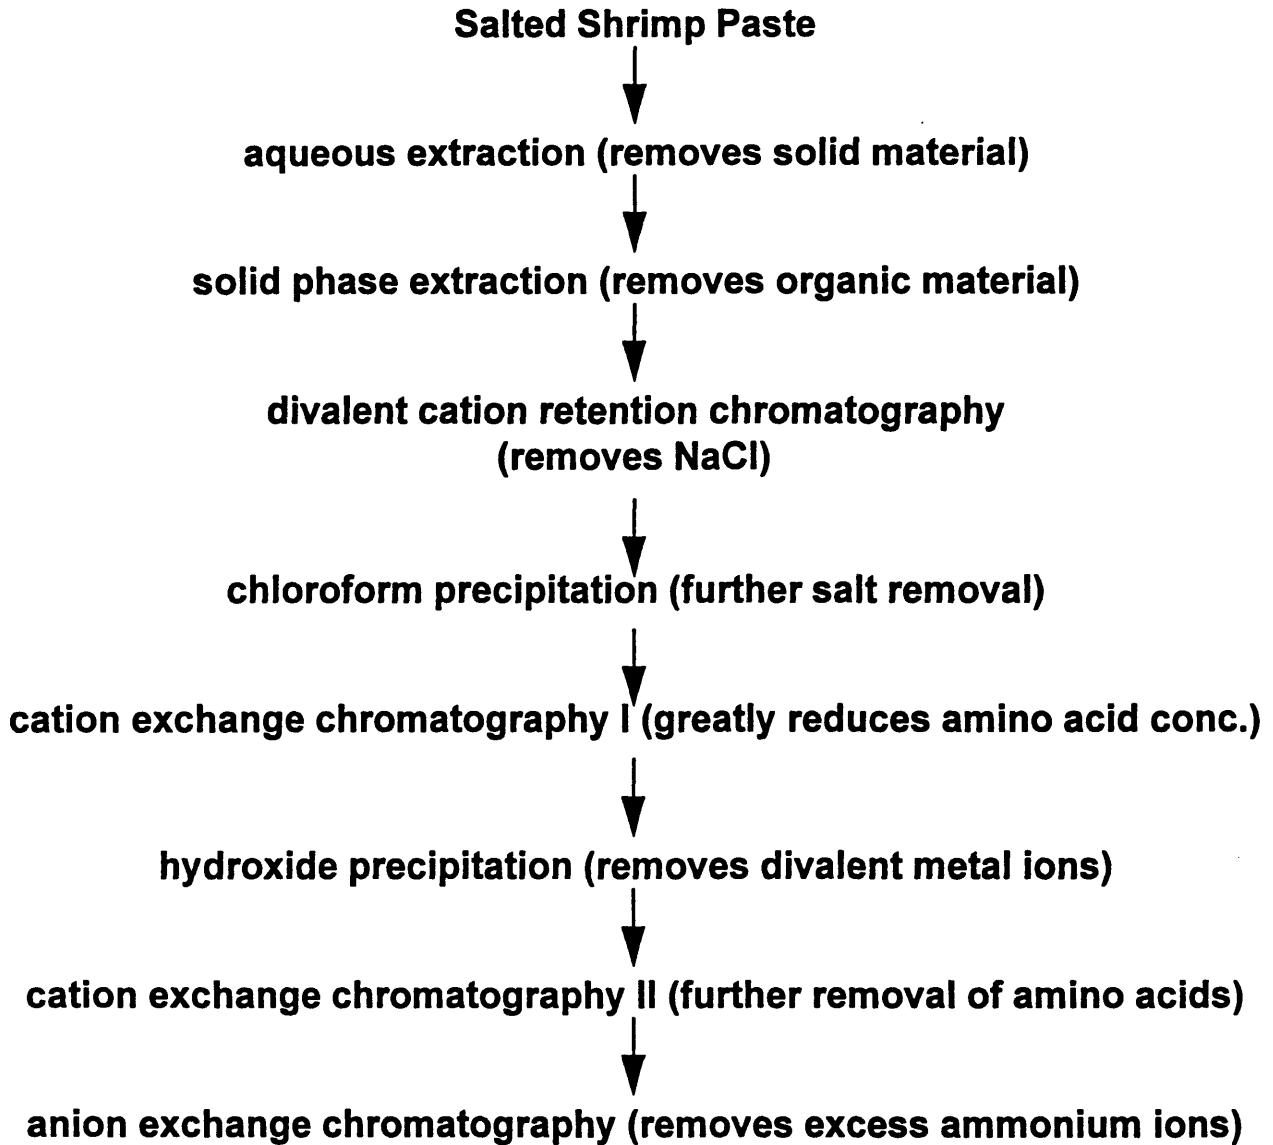 Salted Shrimp Paste
aqueous extraction (removes solid material)
solid phase extraction (removes organic material)
divalent cation retention chromatography
(removes NaCl)
chloroform precipitation (further salt removal)
cation exchange chromatography I (greatly reduces amino acid conc.)
hydroxide precipitation (removes divalent metal ions)
cation exchange chromatography II (further removal of amino acids)
anion exchange chromatography (removes excess ammonium ions)